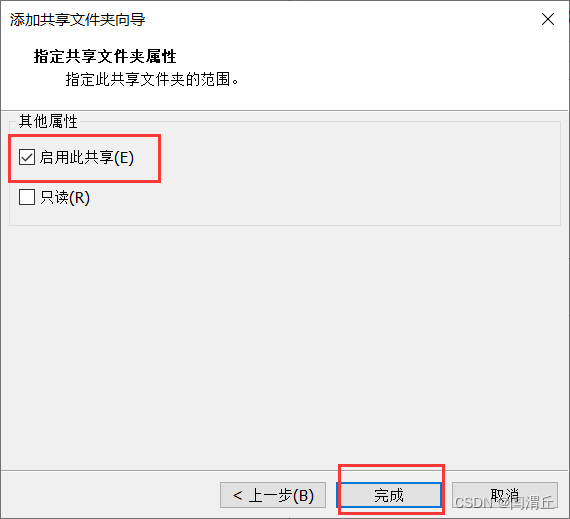 添加共享文件夹向导
指定共享文件夹属性
指定此共享文件夹的范围。
其他属性
启用此共享(E)
只读(R)
< 上一步(B)
完成
取消
CSDN @闫渭丘